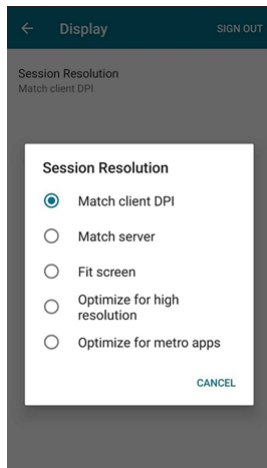 Display
SIGN OUT
Session Resolution
Match client DPI
Session Resolution
Match client DPI
Match server
Fit screen
Optimize for high
resolution
Optimize for metro apps
CANCEL